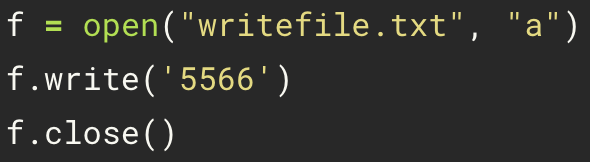 f = open("writefile.txt", "a")
f.write('5566')
f.close()